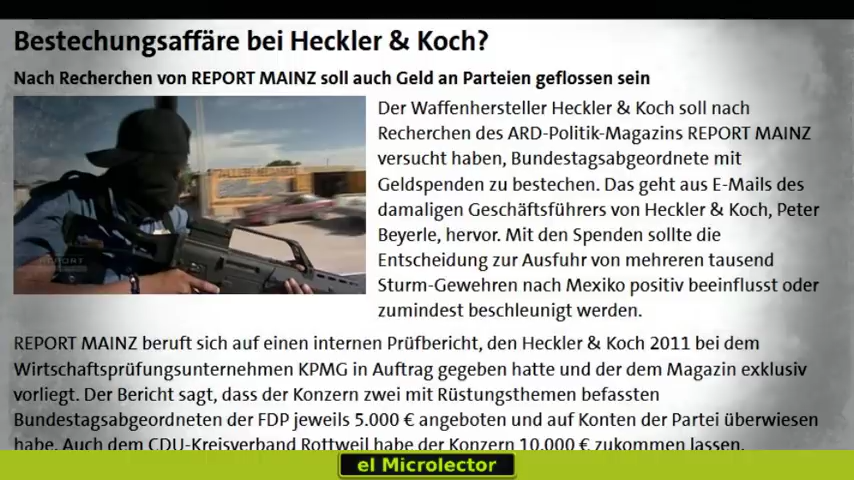 Bestechungsaffäre bei Heckler & Koch?
Nach Recherchen von REPORT MAINZ soll auch Geld an Parteien geflossen sein
Der Waffenhersteller Heckler & Koch soll nach
Recherchen des ARD-Politik-Magazins REPORT MAINZ
versucht haben, Bundestagsabgeordnete mit
Geldspenden zu bestechen. Das geht aus E-Mails des
damaligen Geschäftsführers von Heckler & Koch, Peter
Beyerle, hervor. Mit den Spenden sollte die
Entscheidung zur Ausfuhr von mehreren tausend
Sturm-Gewehren nach Mexiko positiv beeinflusst oder
zumindest beschleunigt werden.
REPORT MAINZ beruft sich auf einen internen Prüfbericht, den Heckler & Koch 2011 bei dem
Wirtschaftsprüfungsunternehmen KPMG in Auftrag gegeben hatte und der dem Magazin exklusiv
vorliegt. Der Bericht sagt, dass der Konzern zwei mit Rüstungsthemen befassten
Bundestagsabgeordneten der FDP jeweils 5.000 € angeboten und auf Konten der Partei überwiesen
habe. Auch dem CDU-Kreisverband Rottweil habe der Konzern 10.000 € zukommen lassen.
REPORT
el Microlector